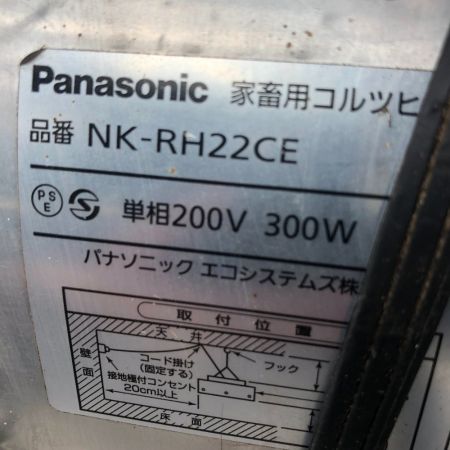 Panasonic 家畜用コルツヒ
品番 NK-RH22CE
PS E 単相200V 300W
パナソニック エコシステムズ株
取付位置
天井
コード掛け
(固定する)
フック
壁面
接地極付コンセント
20cm以上
床面